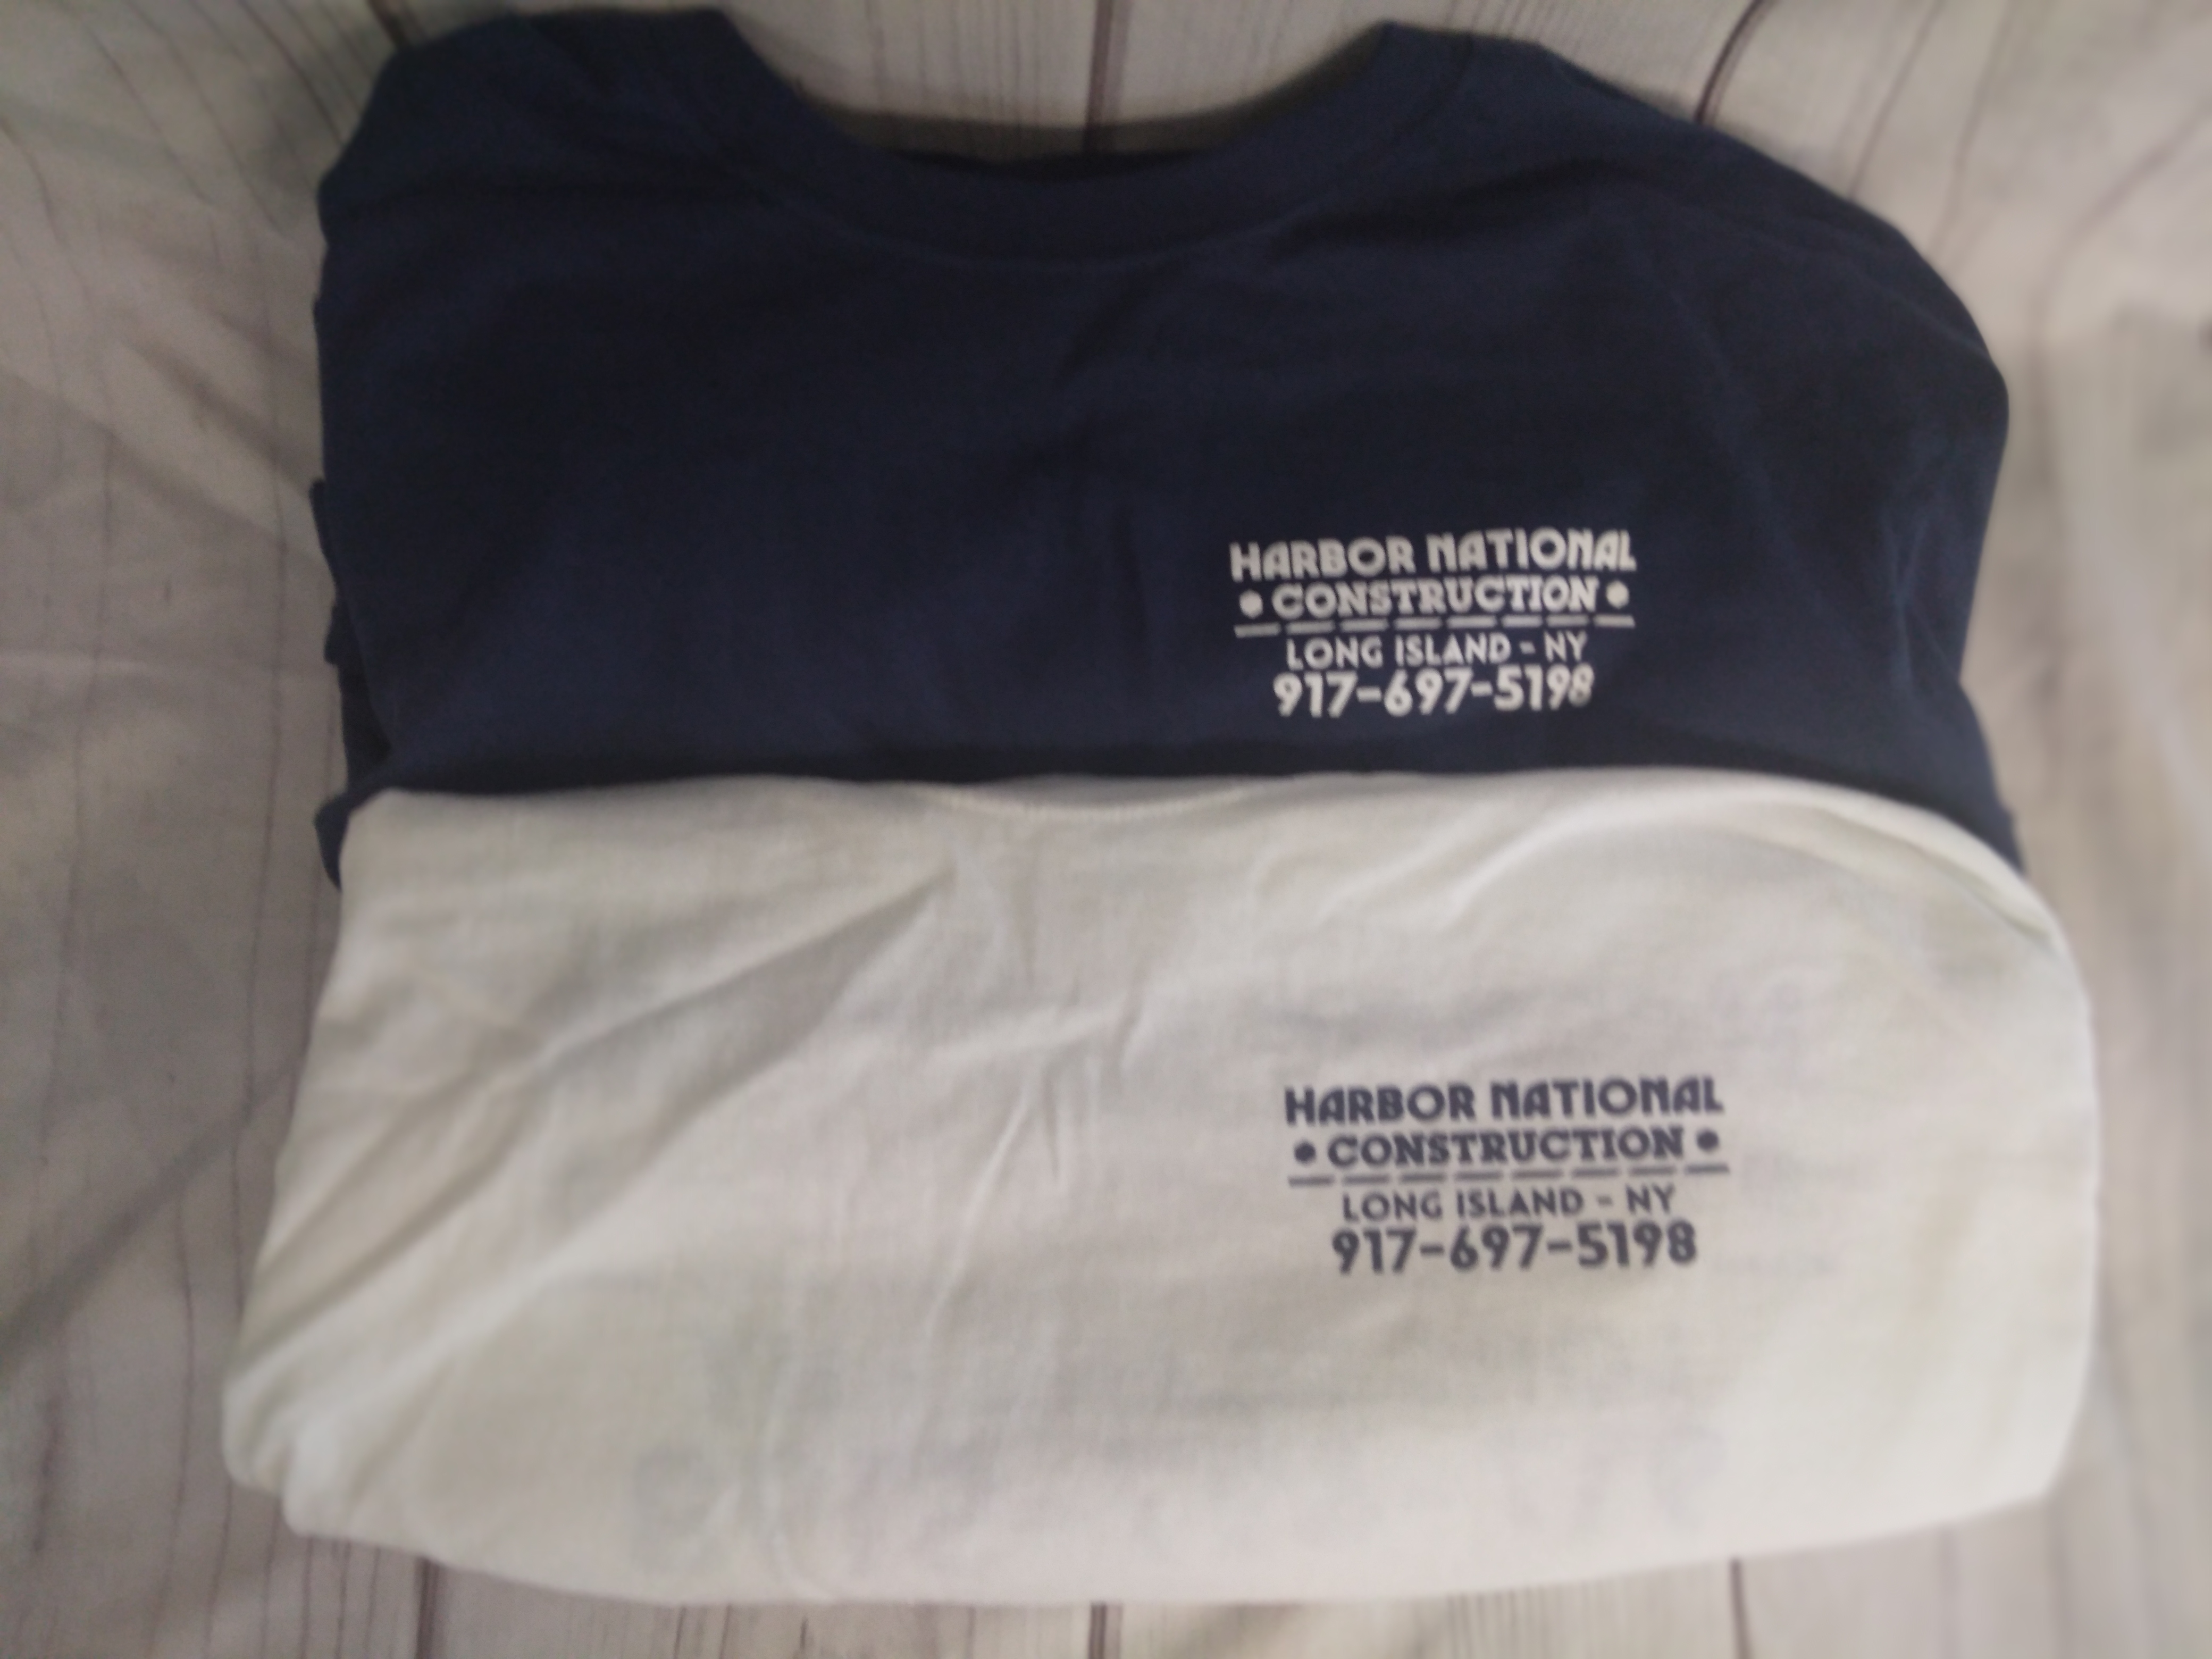 HARBOR NATIONAL
• CONSTRUCTION •
LONG ISLAND - NY
917-697-5198
HARBOR NATIONAL
• CONSTRUCTION •
LONG ISLAND - NY
917-697-5198